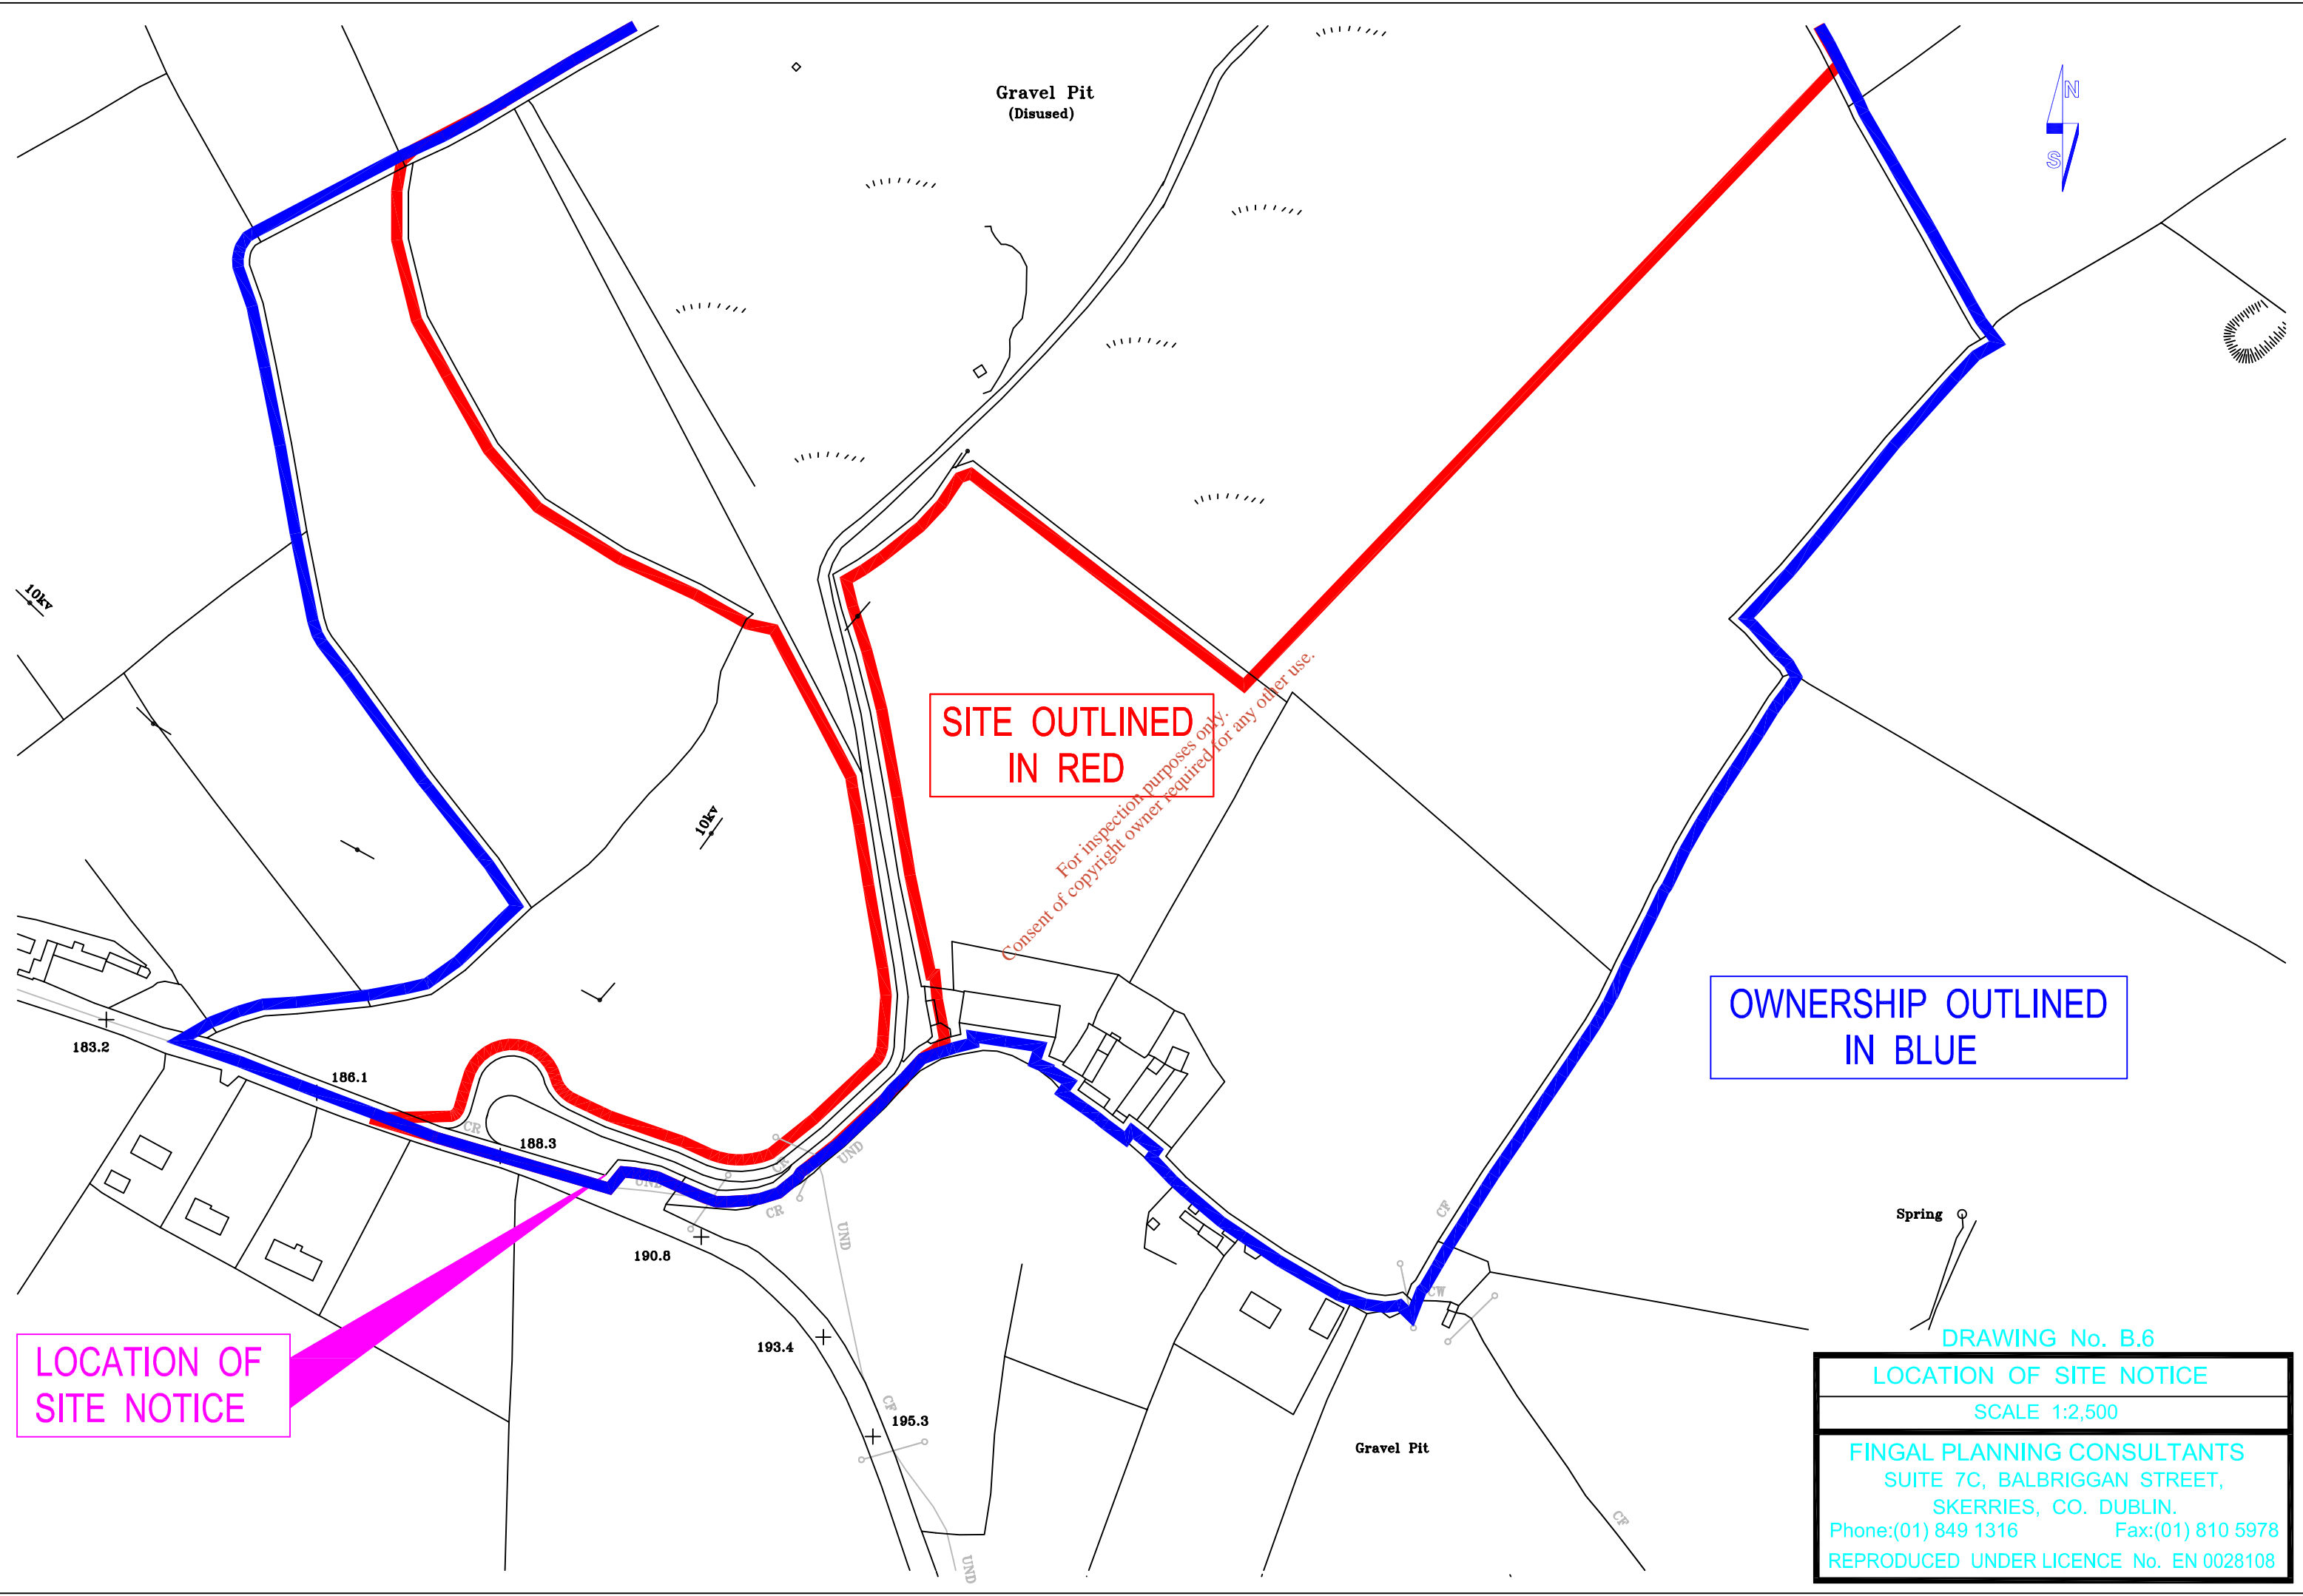 Gravel Pit
(Disused)
N
S
10kv
SITE OUTLINED
IN RED
For inspection purposes only.
Consent of copyright owner required for any other use.
10kv
OWNERSHIP OUTLINED
IN BLUE
183.2
186.1
CR
188.3
CR
UND
UND
CR
UND
190.8
CF
Spring
CW
193.4
LOCATION OF
SITE NOTICE
CF
195.3
Gravel Pit
CF
UND
DRAWING No. B.6
LOCATION OF SITE NOTICE
SCALE 1:2,500
FINGAL PLANNING CONSULTANTS
SUITE 7C, BALBRIGGAN STREET,
SKERRIES, CO. DUBLIN.
Phone:(01) 849 1316 Fax:(01) 810 5978
REPRODUCED UNDER LICENCE No. EN 0028108